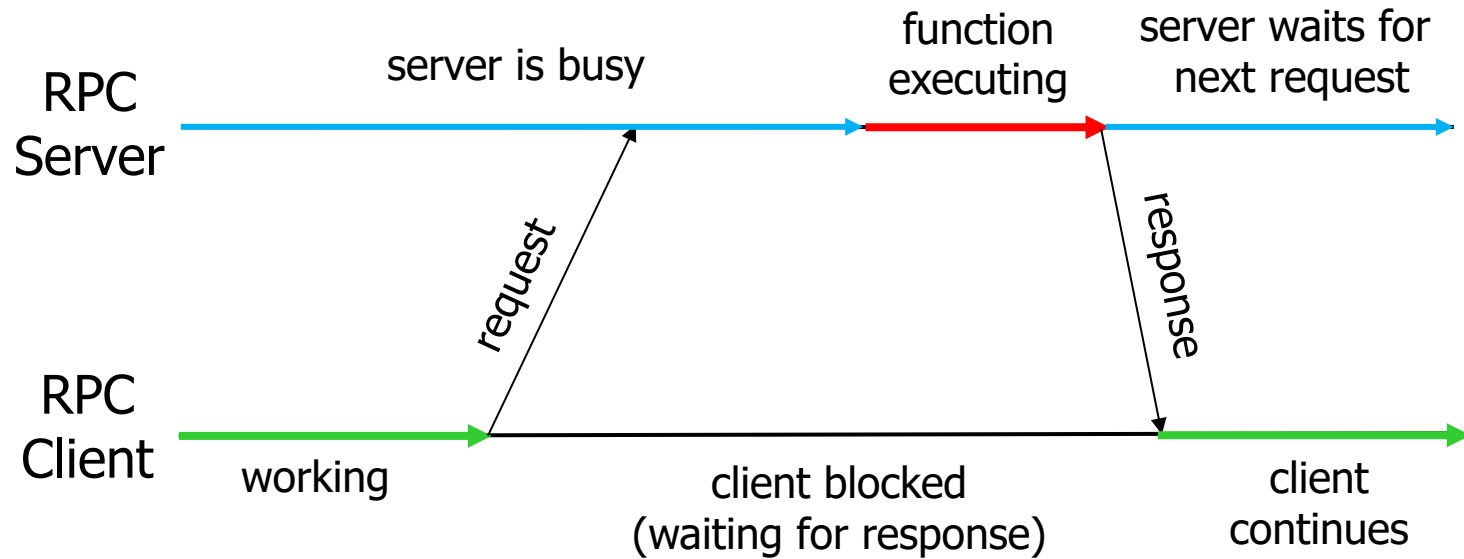 RPC
Server
server is busy
function
executing
server waits for
next request
request
response
RPC
Client
working
client blocked
(waiting for response)
client
continues